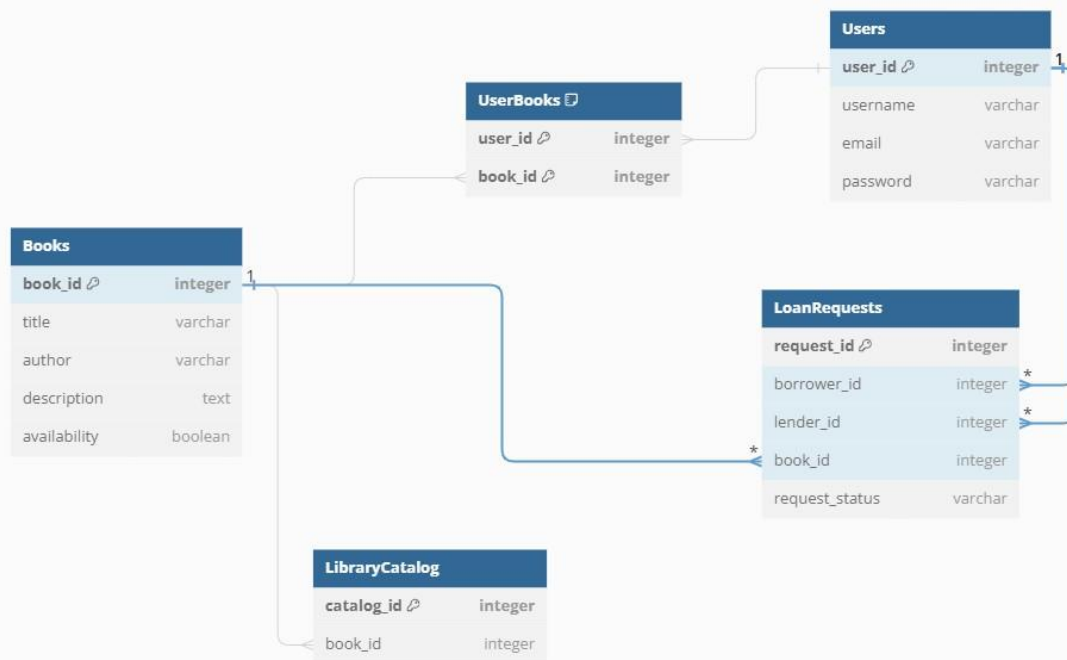 Users
user_id integer 1
username varchar
email varchar
password varchar
UserBooks
user_id integer
book_id integer
Books
book_id integer 1
title varchar
author varchar
description text
availability boolean
LoanRequests
request_id integer
borrower_id integer *
lender_id integer *
* book_id integer
request_status varchar
LibraryCatalog
catalog_id integer
book_id integer